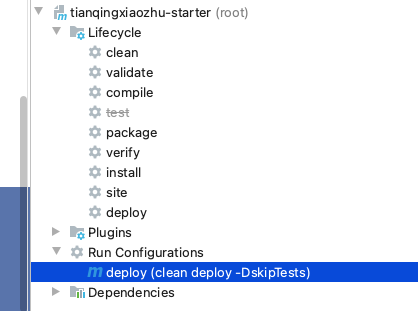 tianqingxiaozhu-starter (root)
Lifecycle
clean
validate
compile
test
package
verify
install
site
deploy
Plugins
Run Configurations
deploy (clean deploy -DskipTests)
Dependencies